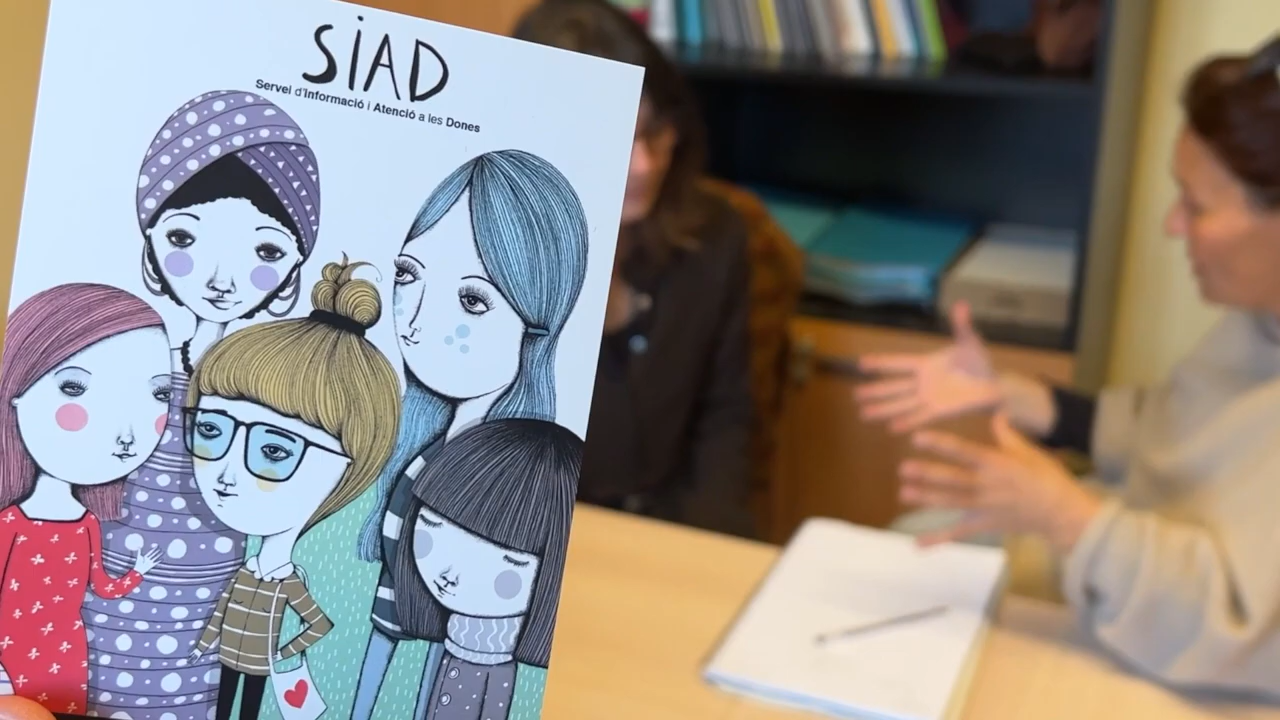 SiAD
Servei d'Informació i Atenció a les Dones